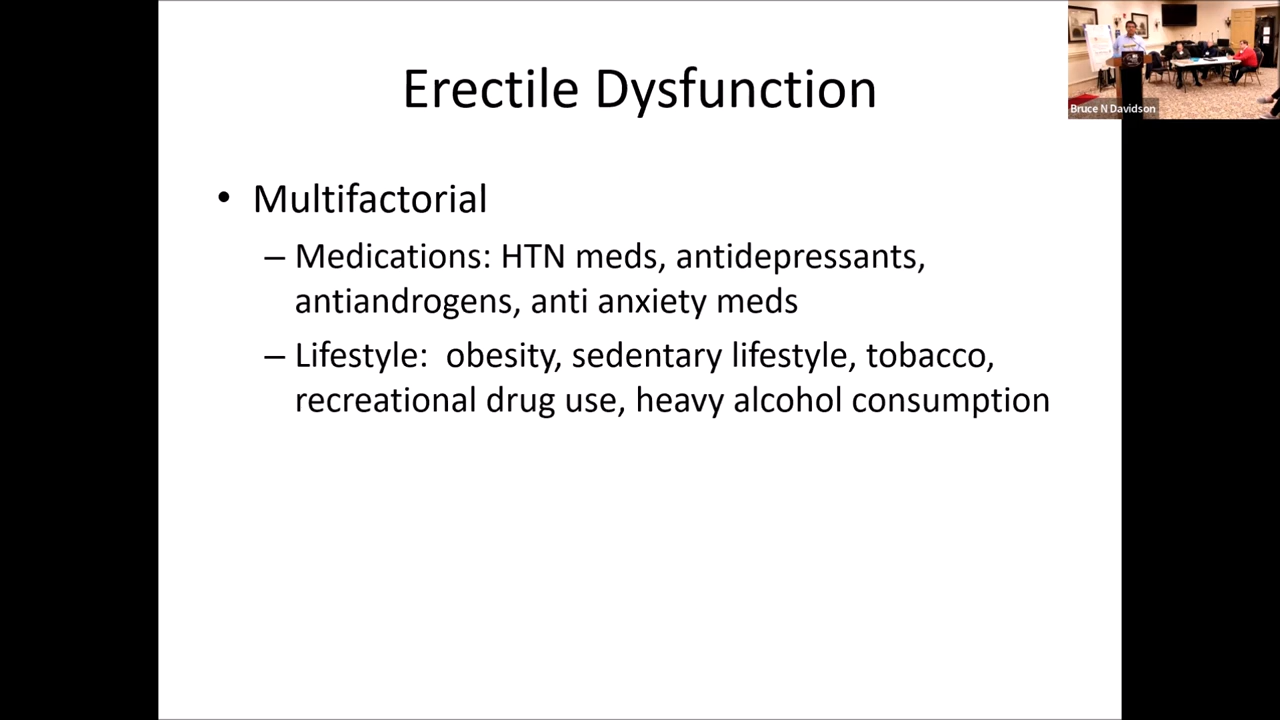 Erectile Dysfunction
Bruce N Davidson
• Multifactorial
– Medications: HTN meds, antidepressants,
antiandrogens, anti anxiety meds
– Lifestyle:  obesity, sedentary lifestyle, tobacco,
recreational drug use, heavy alcohol consumption